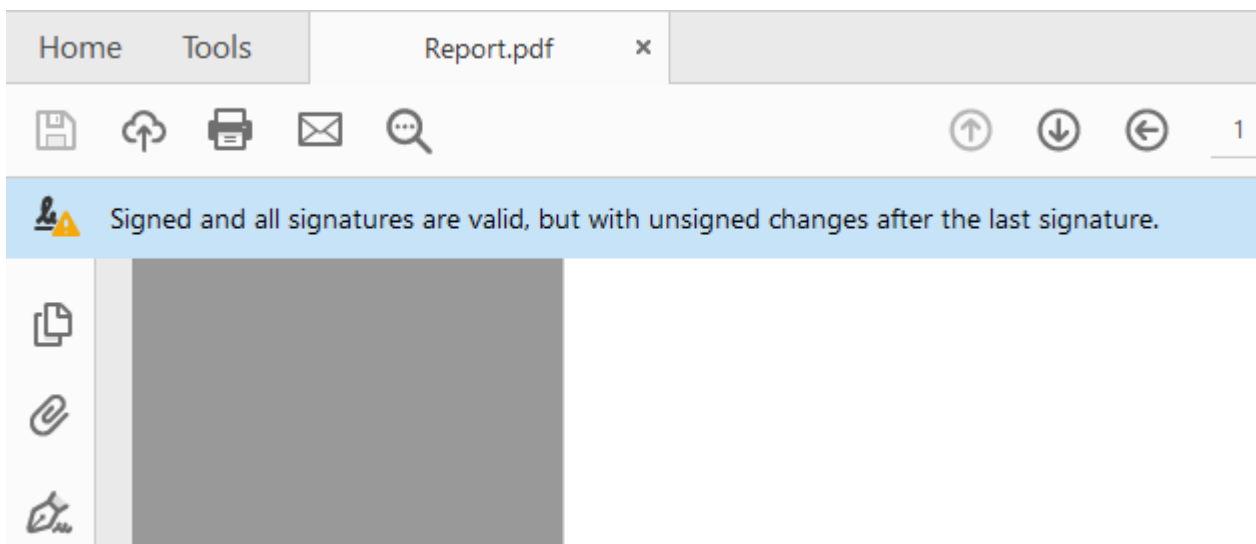 Home Tools Report.pdf ×
1
Signed and all signatures are valid, but with unsigned changes after the last signature.